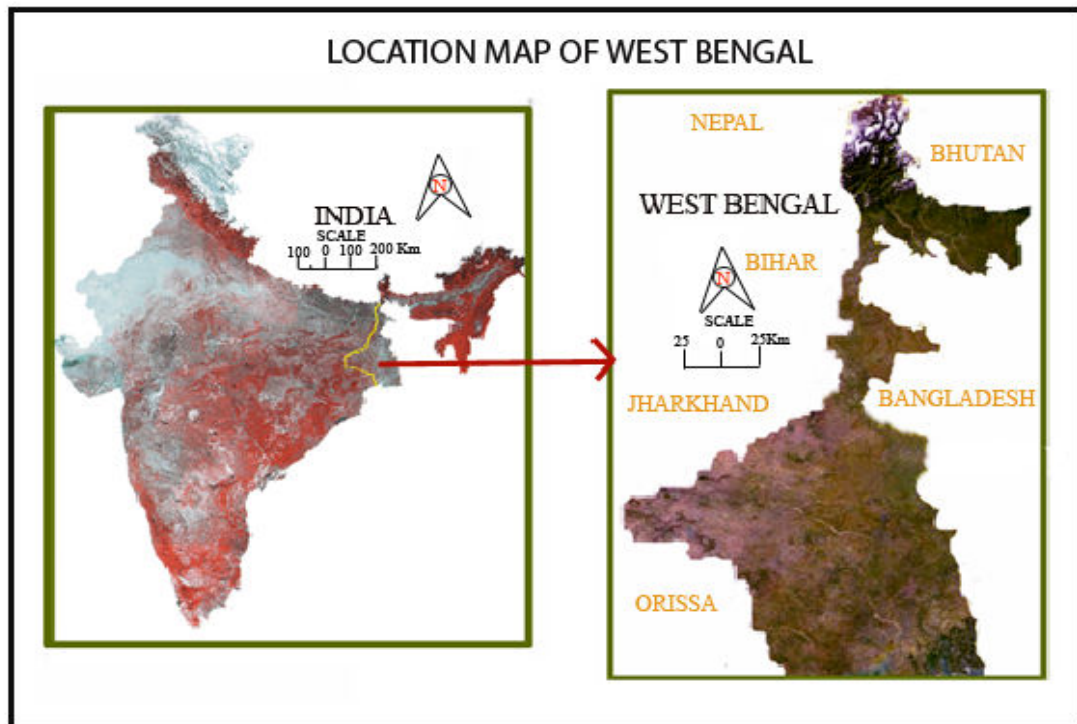 LOCATION MAP OF WEST BENGAL
N
INDIA
SCALE
100 0 100 200 Km
NEPAL
BHUTAN
WEST BENGAL
BIHAR
N
SCALE
25 0 25Km
JHARKHAND
BANGLADESH
ORISSA